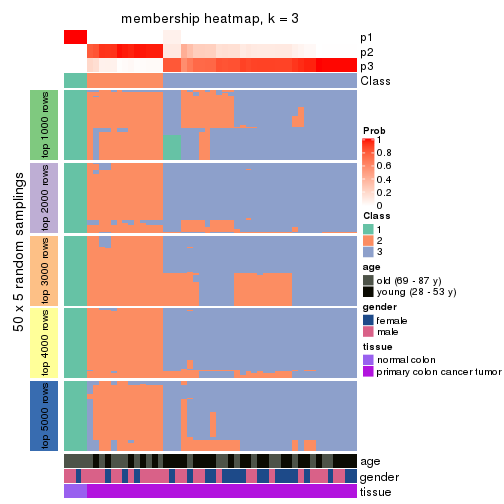 membership heatmap, k = 3
p1
p2
p3
Class
50 x 5 random samplings
top 1000 rows
top 2000 rows
top 3000 rows
top 4000 rows
top 5000 rows
age
gender
tissue
Prob
1
0.8
0.6
0.4
0.2
0
Class
1
2
3
age
old (69 - 87 y)
young (28 - 53 y)
gender
female
male
tissue
normal colon
primary colon cancer tumor